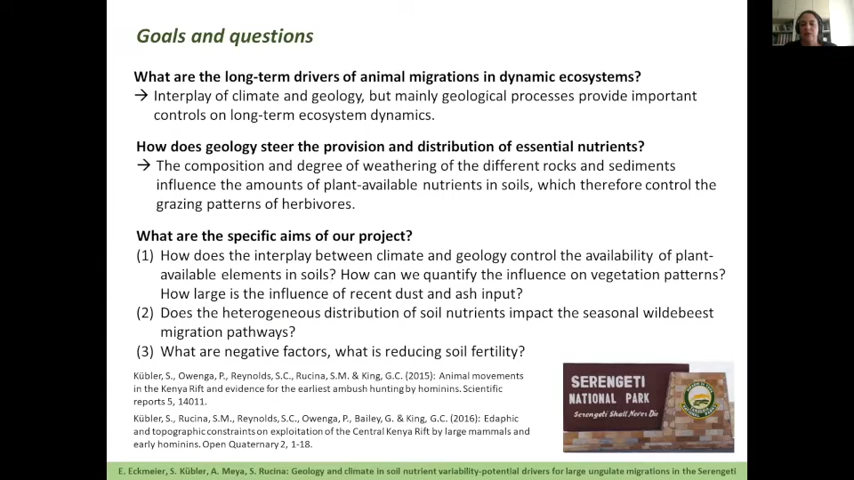 Goals and questions
What are the long-term drivers of animal migrations in dynamic ecosystems?
→ Interplay of climate and geology, but mainly geological processes provide important
controls on long-term ecosystem dynamics.
How does geology steer the provision and distribution of essential nutrients?
→ The composition and degree of weathering of the different rocks and sediments
influence the amounts of plant-available nutrients in soils, which therefore control the
grazing patterns of herbivores.
What are the specific aims of our project?
(1) How does the interplay between climate and geology control the availability of plant-
available elements in soils? How can we quantify the influence on vegetation patterns?
How large is the influence of recent dust and ash input?
(2) Does the heterogeneous distribution of soil nutrients impact the seasonal wildebeest
migration pathways?
(3) What are negative factors, what is reducing soil fertility?
Kübler, S., Owenga, P., Reynolds, S.C., Rucina, S.M. & King, G.C. (2015): Animal movements
in the Kenya Rift and evidence for the earliest ambush hunting by hominins. Scientific
reports 5, 14011.
Kübler, S., Rucina, S.M., Reynolds, S.C., Owenga, P., Bailey, G. & King, G.C. (2016): Edaphic
and topographic constraints on exploitation of the Central Kenya Rift by large mammals and
early hominins. Open Quaternary 2, 1-18.
SERENGETI
NATIONAL PARK
Serengeti Shall Never Die
E. Eckmeier, S. Kübler, A. Meya, S. Rucina: Geology and climate in soil nutrient variability-potential drivers for large ungulate migrations in the Serengeti